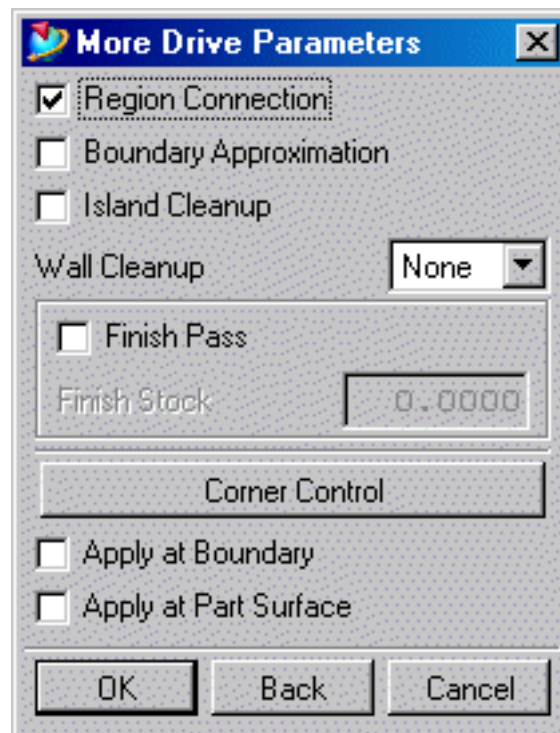 More Drive Parameters
Region Connection
Boundary Approximation
Island Cleanup
Wall Cleanup None
Finish Pass
Finish Stock 0.0000
Corner Control
Apply at Boundary
Apply at Part Surface
OK Back Cancel